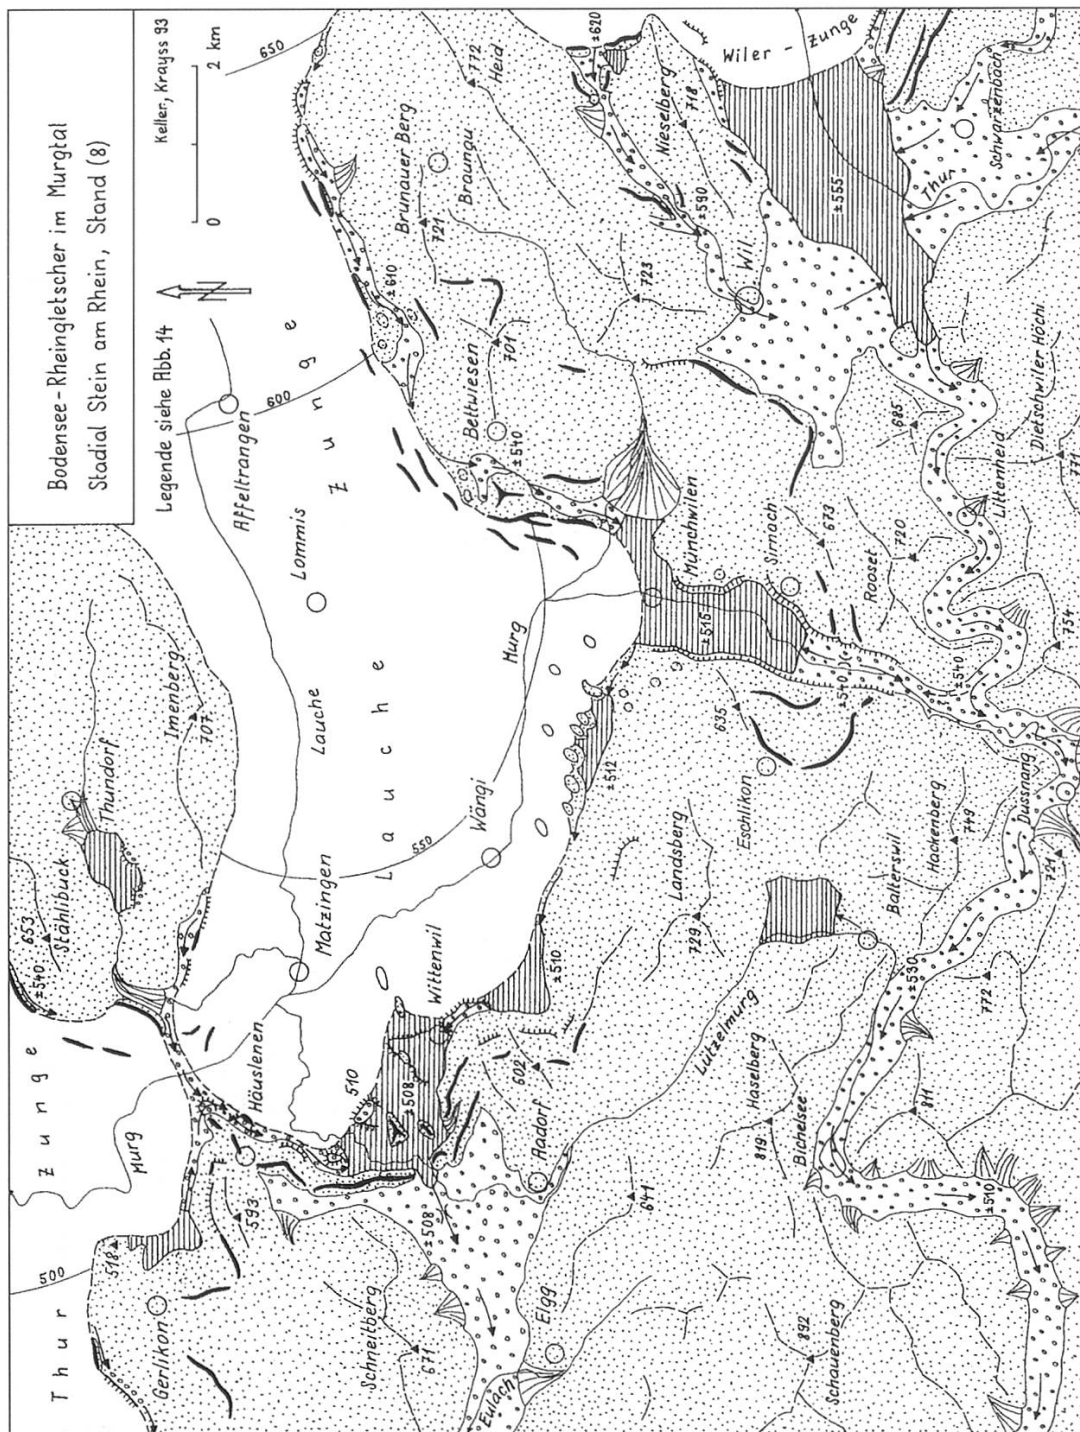 Bodensee-Rheingletscher im Murgtal
Stadial Stein am Rhein, Stand (8)
Legende siehe Abb. 14
Keller, Krayss 93
0
2 km
Thur
Zunge
Lauche
Zunge
Wiler-Zunge
500
550
600
650
Gerlikon
518
593
Häuslenen
Murg
±540
653
Stählibuck
Thundorf
Imenberg
707
Matzingen
Lauche
Lommis
Affeltrangen
Wängi
Murg
Wittenwil
510
±508
±510
±512
602
Aadorf
±508
Schneitberg
671
Elgg
Eulach
641
Lützelmurg
Haselberg
819
Bichelsee
892
Schauenberg
811
±510
772
±530
Balterswil
Hackenberg
749
Landsberg
729
Eschlikon
635
±540
±515
Münchwilen
Sirnach
673
Rooset
720
±540
754
Dussnang
721
Littenheid
685
Dietschwiler Höchi
771
Bettwiesen
±540
701
±610
Brunauer Berg
721
Braunau
772
Heid
±620
Nieselberg
718
±590
723
Wil
±555
Thur
Schwarzenbach